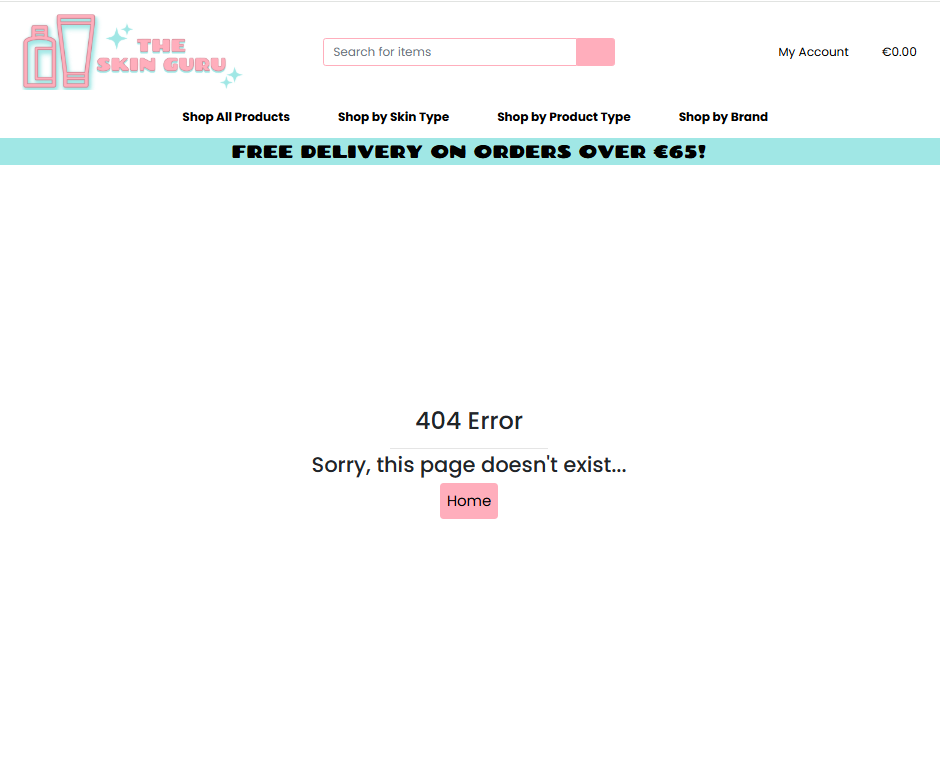 THE
SKIN GURU
Search for items
My Account
€0.00
Shop All Products
Shop by Skin Type
Shop by Product Type
Shop by Brand
FREE DELIVERY ON ORDERS OVER €65!
404 Error
Sorry, this page doesn't exist...
Home